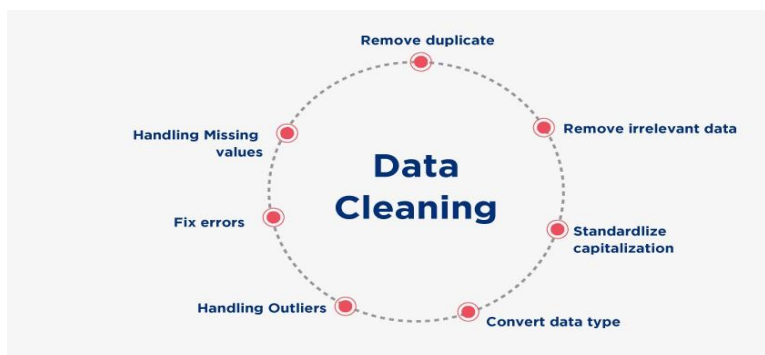 Remove duplicate
Remove irrelevant data
Standardlize
capitalization
Convert data type
Handling Outliers
Fix errors
Handling Missing
values
Data
Cleaning